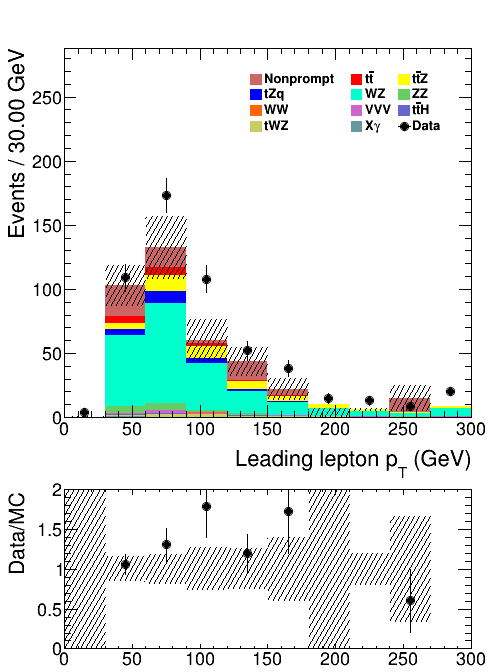 Events / 30.00 GeV
250
200
150
100
50
0
Nonprompt tt̄ tt̄Z
tZq WZ ZZ
WW VVV tt̄H
tWZ Xγ Data
0 50 100 150 200 250 300
Leading lepton p_T (GeV)
Data/MC
2
1.5
1
0.5
0
0 50 100 150 200 250 300